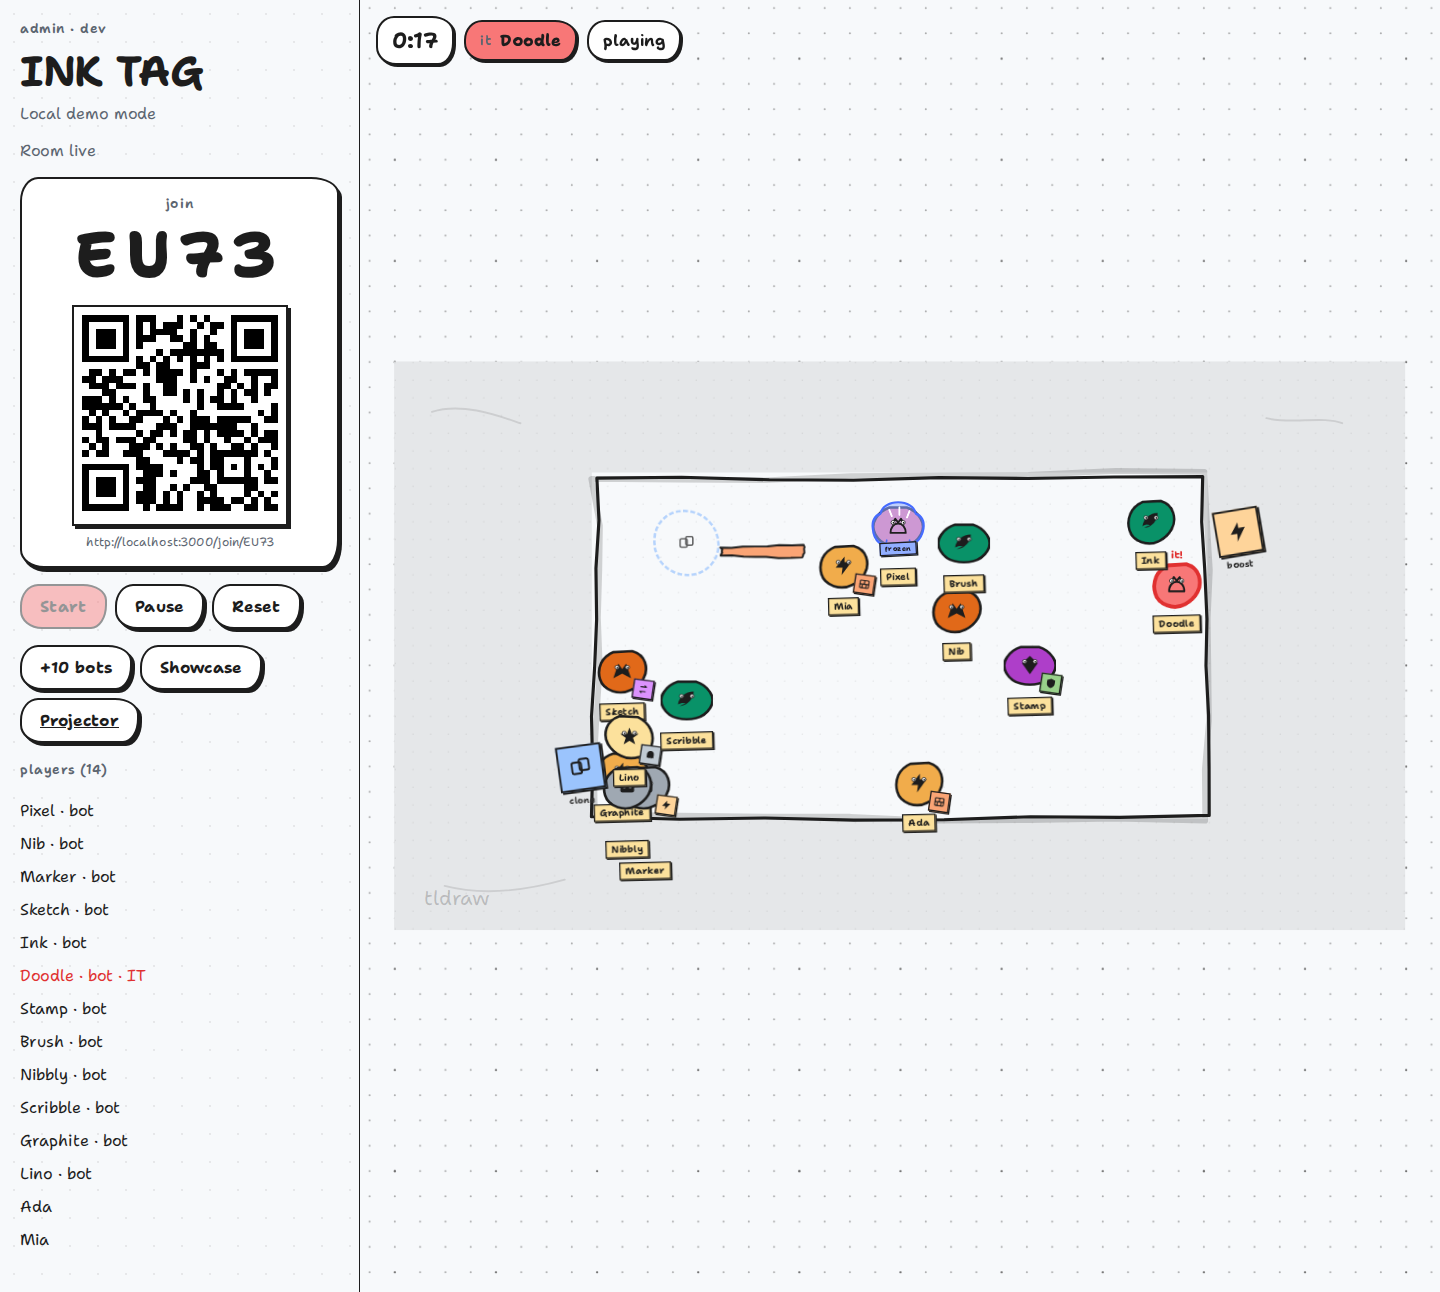 admin · dev
INK TAG
Local demo mode
Room live
join
EU73
http://localhost:3000/join/EU73
Start
Pause
Reset
+10 bots
Showcase
Projector
players (14)
Pixel · bot
Nib · bot
Marker · bot
Sketch · bot
Ink · bot
Doodle · bot · IT
Stamp · bot
Brush · bot
Nibbly · bot
Scribble · bot
Graphite · bot
Lino · bot
Ada
Mia
0:17
it Doodle
playing
frozen
Pixel
Brush
Mia
Nib
Ink
it!
boost
Doodle
Stamp
Sketch
Scribble
Lino
clone
Graphite
Ada
Nibbly
Marker
tldraw